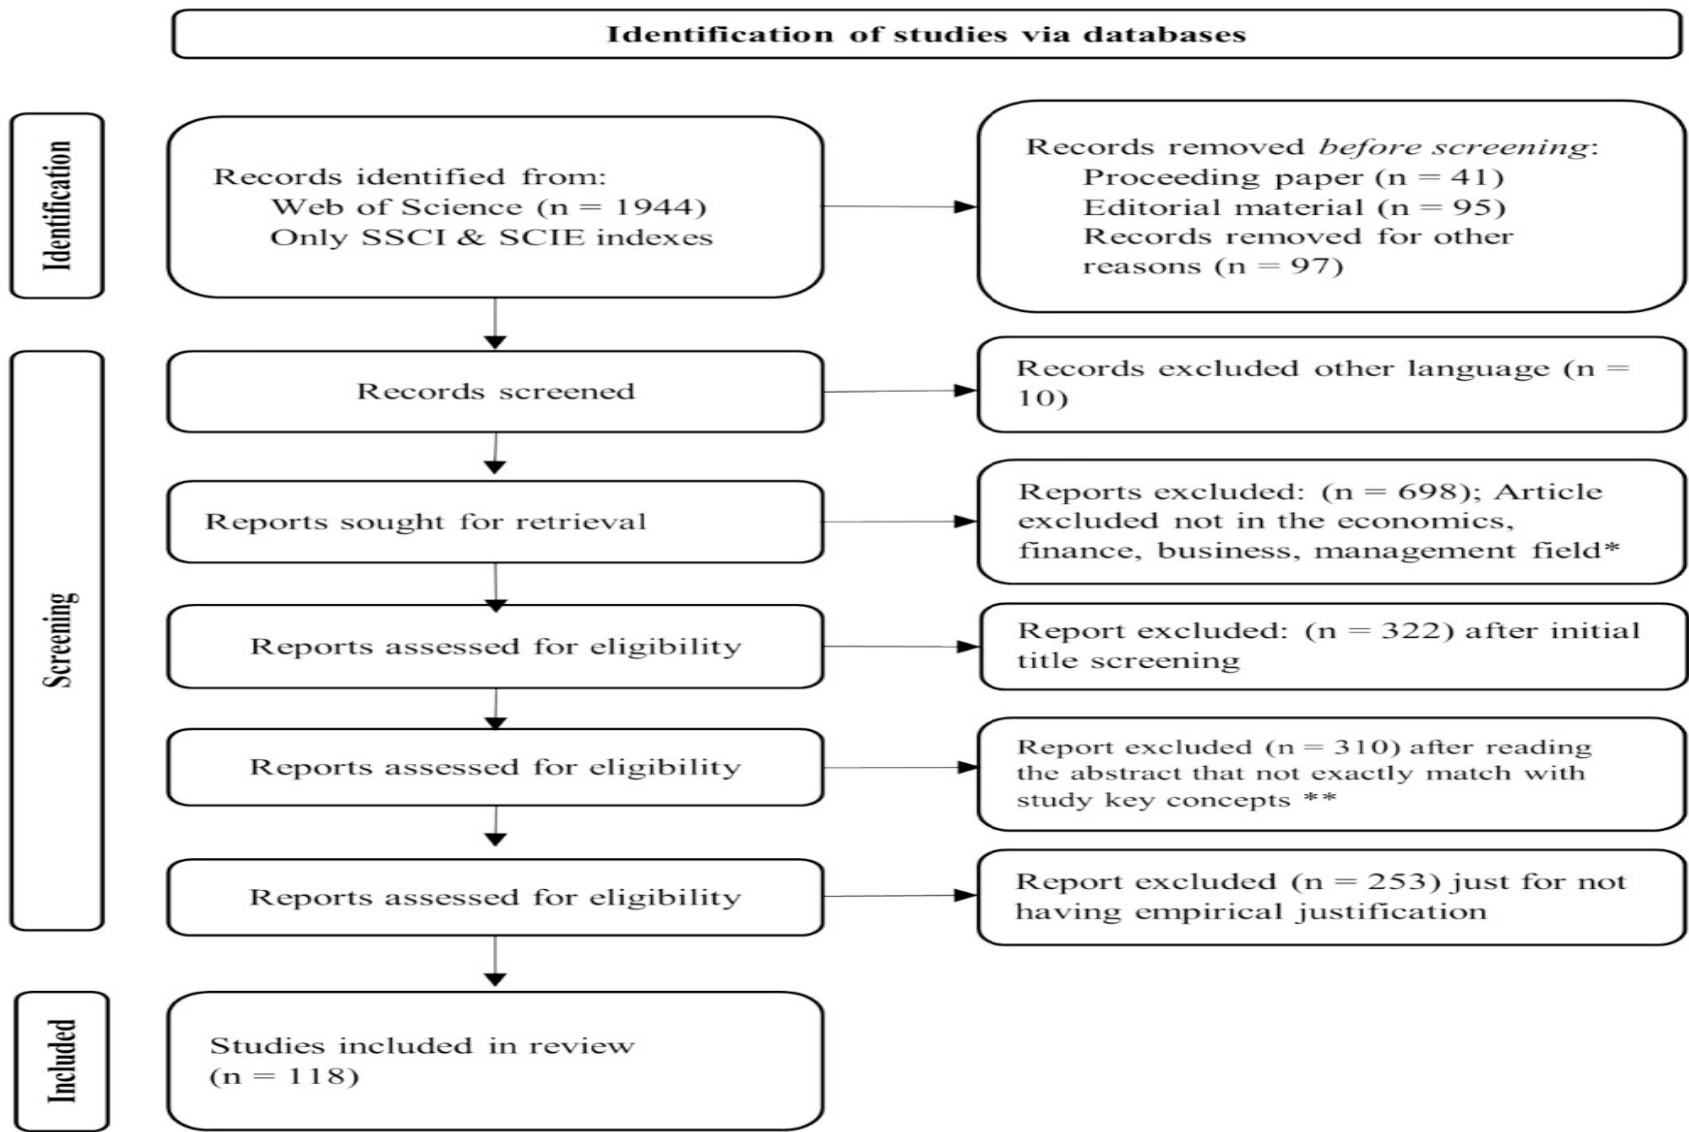 Identification of studies via databases
Identification
Records identified from:
Web of Science (n = 1944)
Only SSCI & SCIE indexes
Records removed before screening:
Proceeding paper (n = 41)
Editorial material (n = 95)
Records removed for other
reasons (n = 97)
Screening
Records screened
Records excluded other language (n =
10)
Reports sought for retrieval
Reports excluded: (n = 698); Article
excluded not in the economics,
finance, business, management field*
Reports assessed for eligibility
Report excluded: (n = 322) after initial
title screening
Reports assessed for eligibility
Report excluded (n = 310) after reading
the abstract that not exactly match with
study key concepts **
Reports assessed for eligibility
Report excluded (n = 253) just for not
having empirical justification
Included
Studies included in review
(n = 118)